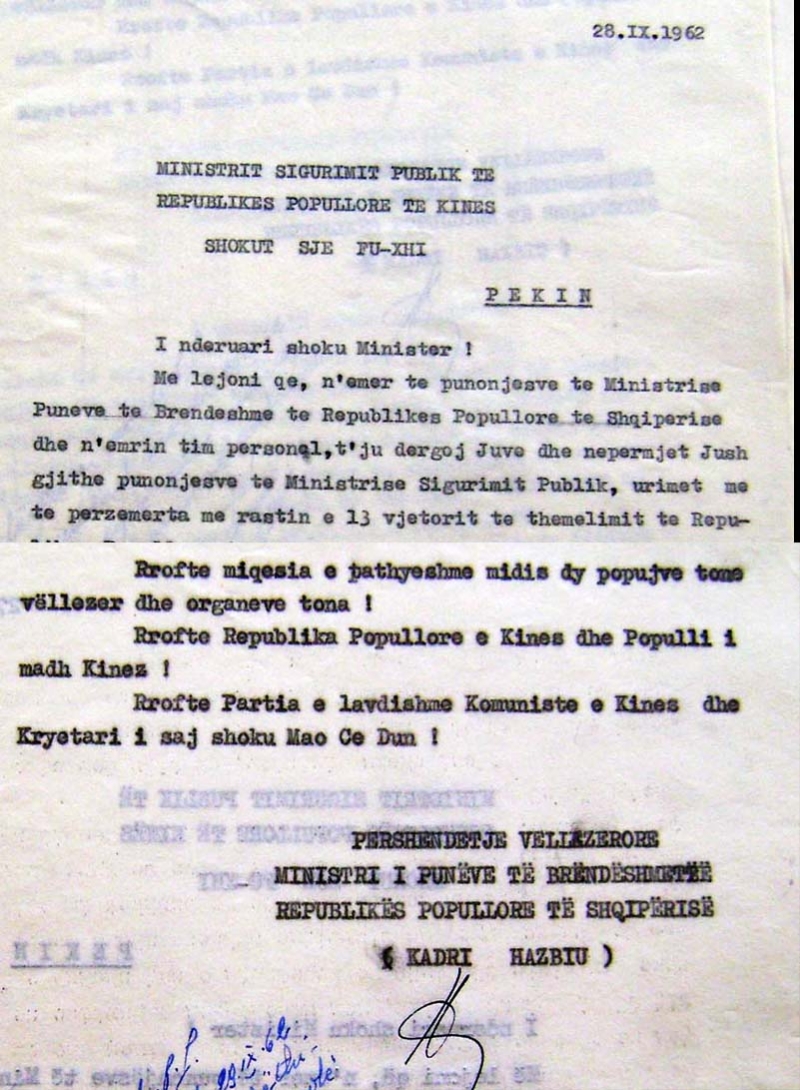 28.IX.1962
MINISTRIT SIGURIMIT PUBLIK TE
REPUBLIKES POPULLORE TE KINES
SHOKUT SJE FU-XHI
PEKIN
I nderuari shoku Minister !
Me lejoni qe, n'emer te punonjesve te Ministrise
Puneve te Brendeshme te Republikes Popullore te Shqiperise
dhe n'emrin tim personal,t'ju dergoj Juve dhe nepermjet Jush
gjithe punonjesve te Ministrise Sigurimit Publik, urimet me
te perzemerta me rastin e 13 vjetorit te themelimit te Repu-
Rrofte miqesia e pathyeshme midis dy popujve tone
vëllezer dhe organeve tona !
Rrofte Republika Popullore e Kines dhe Populli i
madh Kinez !
Rrofte Partia e lavdishme Komuniste e Kines dhe
Kryetari i saj shoku Mao Ce Dun !
PERSHENDETJE VELLAZERORE
MINISTRI I PUNËVE TË BRËNDËSHMETËË
REPUBLIKËS POPULLORE TË SHQIPËRISË
( KADRI HAZBIU )